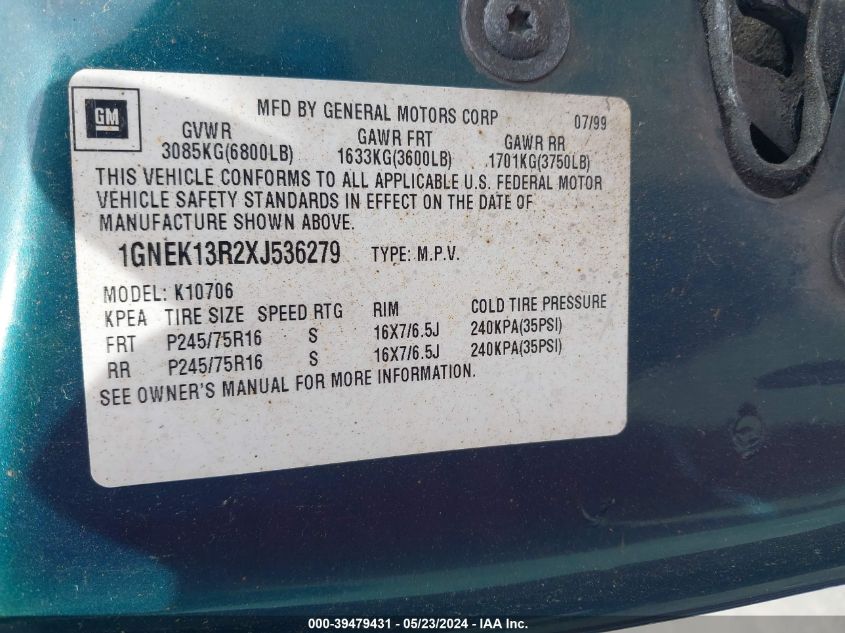 GM
MFD BY GENERAL MOTORS CORP 07/99
GVWR GAWR FRT GAWR RR
3085KG(6800LB) 1633KG(3600LB) 1701KG(3750LB)
THIS VEHICLE CONFORMS TO ALL APPLICABLE U.S. FEDERAL MOTOR
VEHICLE SAFETY STANDARDS IN EFFECT ON THE DATE OF
MANUFACTURE SHOWN ABOVE.
1GNEK13R2XJ536279 TYPE: M.P.V.
MODEL: K10706
KPEA TIRE SIZE SPEED RTG RIM COLD TIRE PRESSURE
FRT P245/75R16 S 16X7/6.5J 240KPA(35PSI)
RR P245/75R16 S 16X7/6.5J 240KPA(35PSI)
SEE OWNER'S MANUAL FOR MORE INFORMATION.
000-39479431 - 05/23/2024 - IAA Inc.